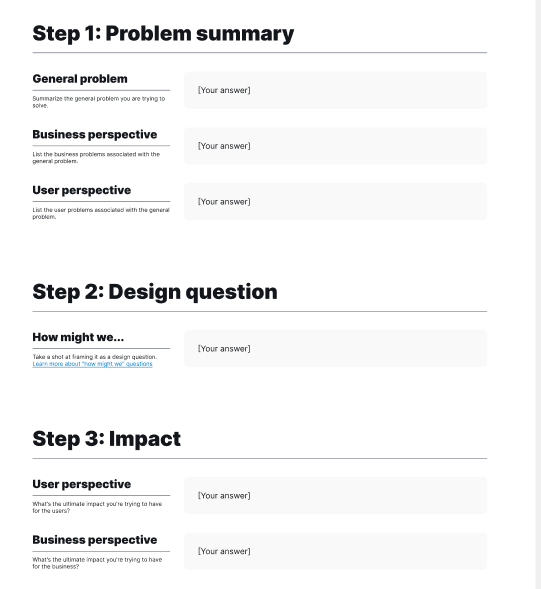 Step 1: Problem summary
General problem
Summarize the general problem you are trying to
solve.
[Your answer]
Business perspective
List the business problems associated with the
general problem.
[Your answer]
User perspective
List the user problems associated with the general
problem.
[Your answer]
Step 2: Design question
How might we...
Take a shot at framing it as a design question.
Learn more about "how might we" questions
[Your answer]
Step 3: Impact
User perspective
What's the ultimate impact you're trying to have
for the users?
[Your answer]
Business perspective
What's the ultimate impact you're trying to have
for the business?
[Your answer]